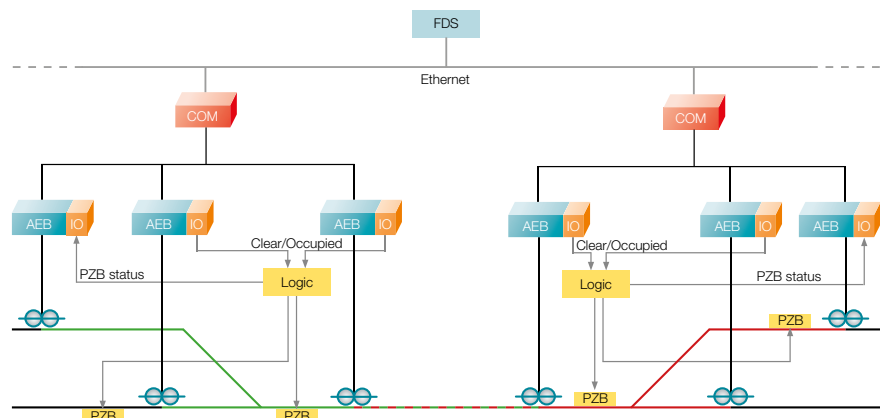 FDS
Ethernet
COM
COM
AEB IO
AEB IO
AEB IO
AEB IO
AEB IO
AEB IO
Clear/Occupied
Clear/Occupied
PZB status
Logic
Logic
PZB status
PZB
PZB
PZB
PZB